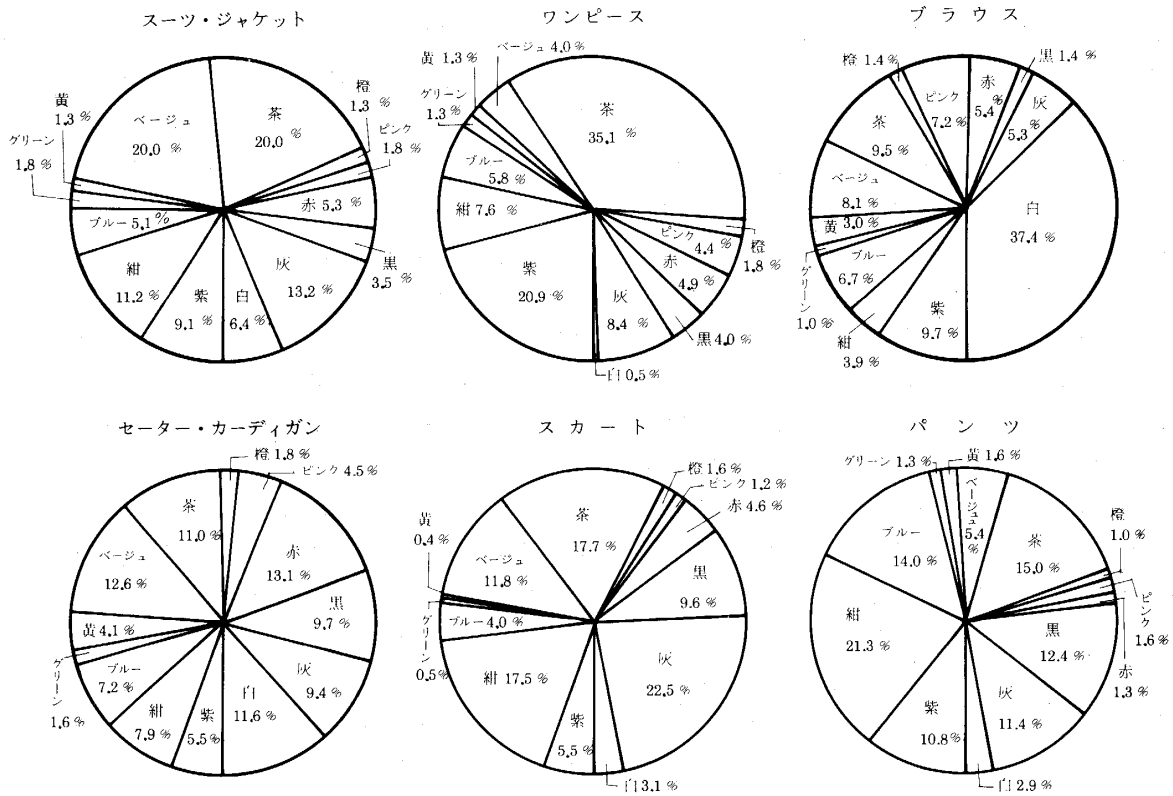 スーツ・ジャケット
茶
20.0 %
橙
1.3 %
ピンク
1.8 %
赤 5.3 %
黒
3.5 %
灰
13.2 %
白
6.4 %
紫
9.1 %
紺
11.2 %
ブルー 5.1 %
グリーン
1.8 %
黄
1.3 %
ベージュ
20.0 %
ワンピース
茶
35.1 %
橙
1.8 %
ピンク
4.4 %
赤
4.9 %
黒 4.0 %
灰
8.4 %
白 0.5 %
紫
20.9 %
紺 7.6 %
ブルー
5.8 %
グリーン
1.3 %
黄 1.3 %
ベージュ 4.0 %
ブラウス
赤
5.4
%
黒 1.4 %
灰
5.3
%
白
37.4 %
紫
9.7 %
紺
3.9 %
ブルー
6.7 %
グリーン
1.0 %
黄 3.0 %
ベージュ
8.1 %
茶
9.5 %
橙 1.4 %
ピンク
7.2 %
セーター・カーディガン
橙 1.8 %
ピンク 4.5 %
赤
13.1 %
黒
9.7 %
灰
9.4 %
白
11.6 %
紫
5.5 %
紺
7.9 %
ブルー
7.2 %
グリーン
1.6 %
黄 4.1 %
ベージュ
12.6 %
茶
11.0 %
スカート
茶
17.7 %
橙 1.6 %
ピンク 1.2 %
赤 4.6 %
黒
9.6 %
灰
22.5 %
白 3.1 %
紫
5.5 %
紺 17.5 %
ブルー 4.0 %
グリーン
0.5 %
黄
0.4 %
ベージュ
11.8 %
パンツ
グリーン 1.3 %
黄 1.6 %
ベージュ
5.4
%
茶
15.0 %
橙
1.0 %
ピンク
1.6 %
赤
1.3 %
黒
12.4 %
灰
11.4 %
白 2.9 %
紫
10.8 %
紺
21.3 %
ブルー
14.0 %